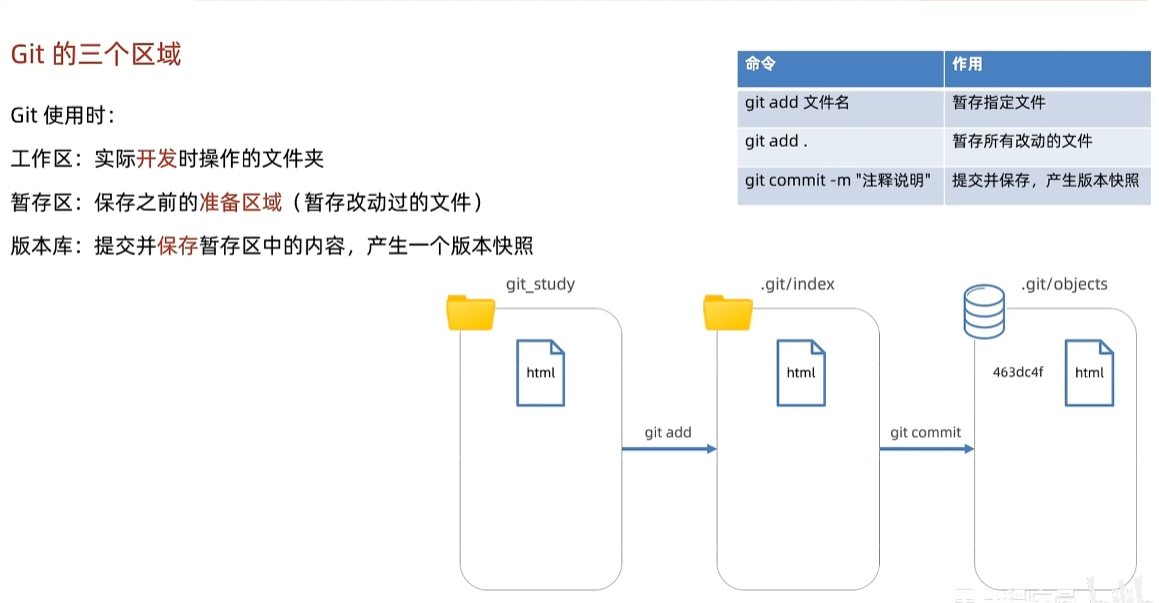 Git 的三个区域
Git 使用时：
工作区：实际开发时操作的文件夹
暂存区：保存之前的准备区域（暂存改动过的文件）
版本库：提交并保存暂存区中的内容，产生一个版本快照
命令 作用
git add 文件名 暂存指定文件
git add . 暂存所有改动的文件
git commit -m "注释说明" 提交并保存，产生版本快照
git_study
.git/index
.git/objects
html
html
463dc4f
html
git add
git commit